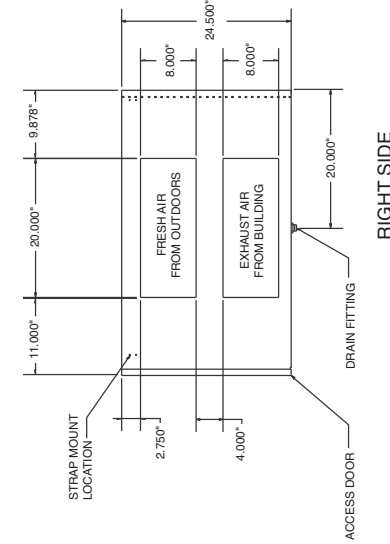 24.500"
8.000"
8.000"
9.878"
20.000"
11.000"
20.000"
FRESH AIR
FROM OUTDOORS
EXHAUST AIR
FROM BUILDING
STRAP MOUNT
LOCATION
2.750"
4.000"
DRAIN FITTING
ACCESS DOOR
RIGHT SIDE